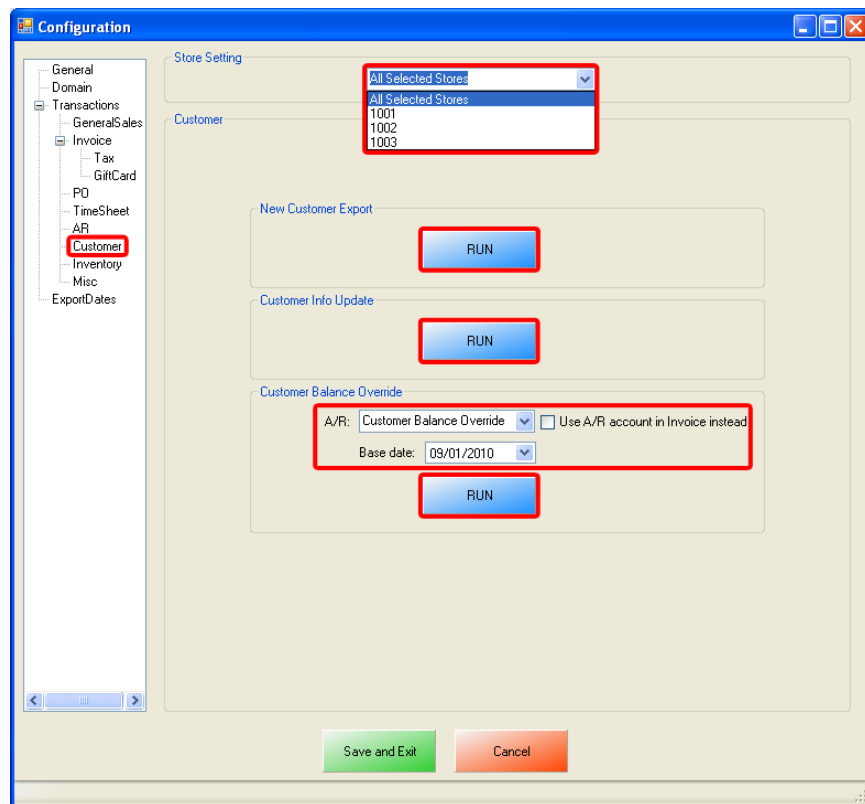 Configuration
General
Domain
Transactions
GeneralSales
Invoice
Tax
GiftCard
PO
TimeSheet
AR
Customer
Inventory
Misc
ExportDates
Store Setting
All Selected Stores
All Selected Stores
1001
1002
1003
Customer
New Customer Export
RUN
Customer Info Update
RUN
Customer Balance Override
A/R: Customer Balance Override Use A/R account in Invoice instead
Base date: 09/01/2010
RUN
Save and Exit Cancel